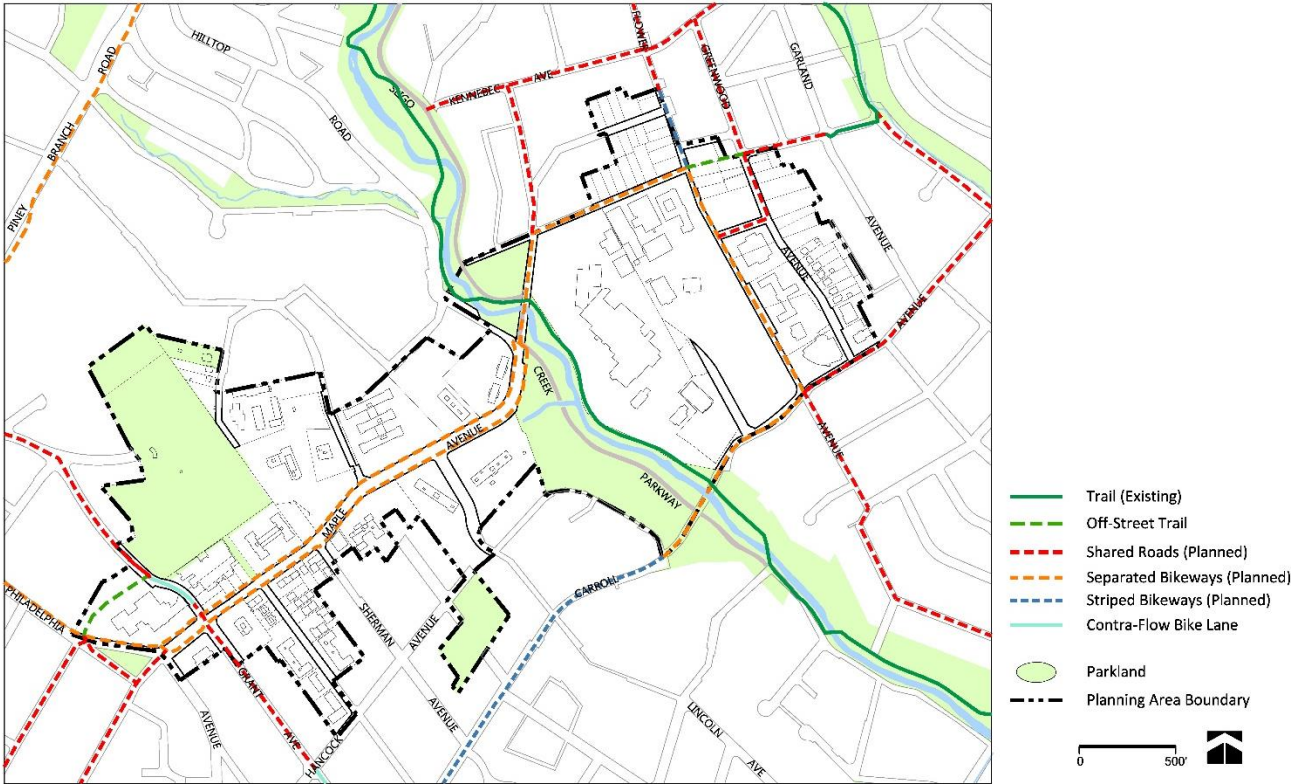 HILLTOP
ROAD
PINEY
BRANCH
ROAD
SLIGO
KENNEBEC
AVE
FLOWER
GREENWOOD
GARLAND
AVENUE
AVENUE
AVENUE
AVENUE
CREEK
PARKWAY
MAPLE
AVENUE
PHILADELPHIA
SHERMAN
AVENUE
AVENUE
CARROLL
GRANT
AVE
HANCOCK
AVENUE
LINCOLN
AVE
Trail (Existing)
Off-Street Trail
Shared Roads (Planned)
Separated Bikeways (Planned)
Striped Bikeways (Planned)
Contra-Flow Bike Lane
Parkland
Planning Area Boundary
0 500'